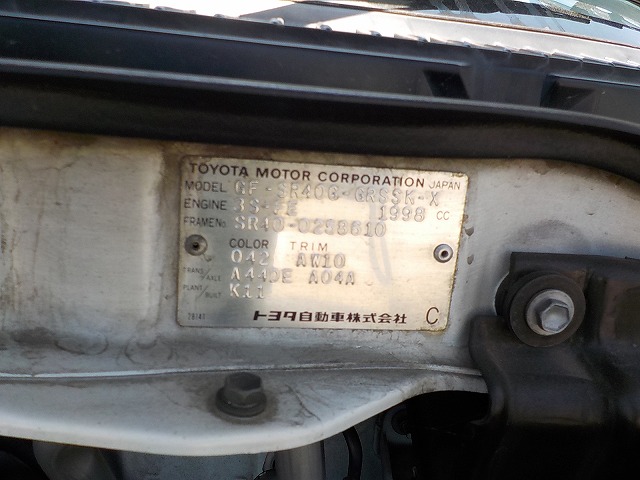 TOYOTA MOTOR CORPORATION JAPAN
MODEL GF-SR40G-GRSSK-X
ENGINE 3S-FE 1998 CC
FRAME No. SR40-0288610
COLOR TRIM
042 AW10
TRANS/AXLE A44DE A04A
PLANT/BUILT K11
トヨタ自動車株式会社 C